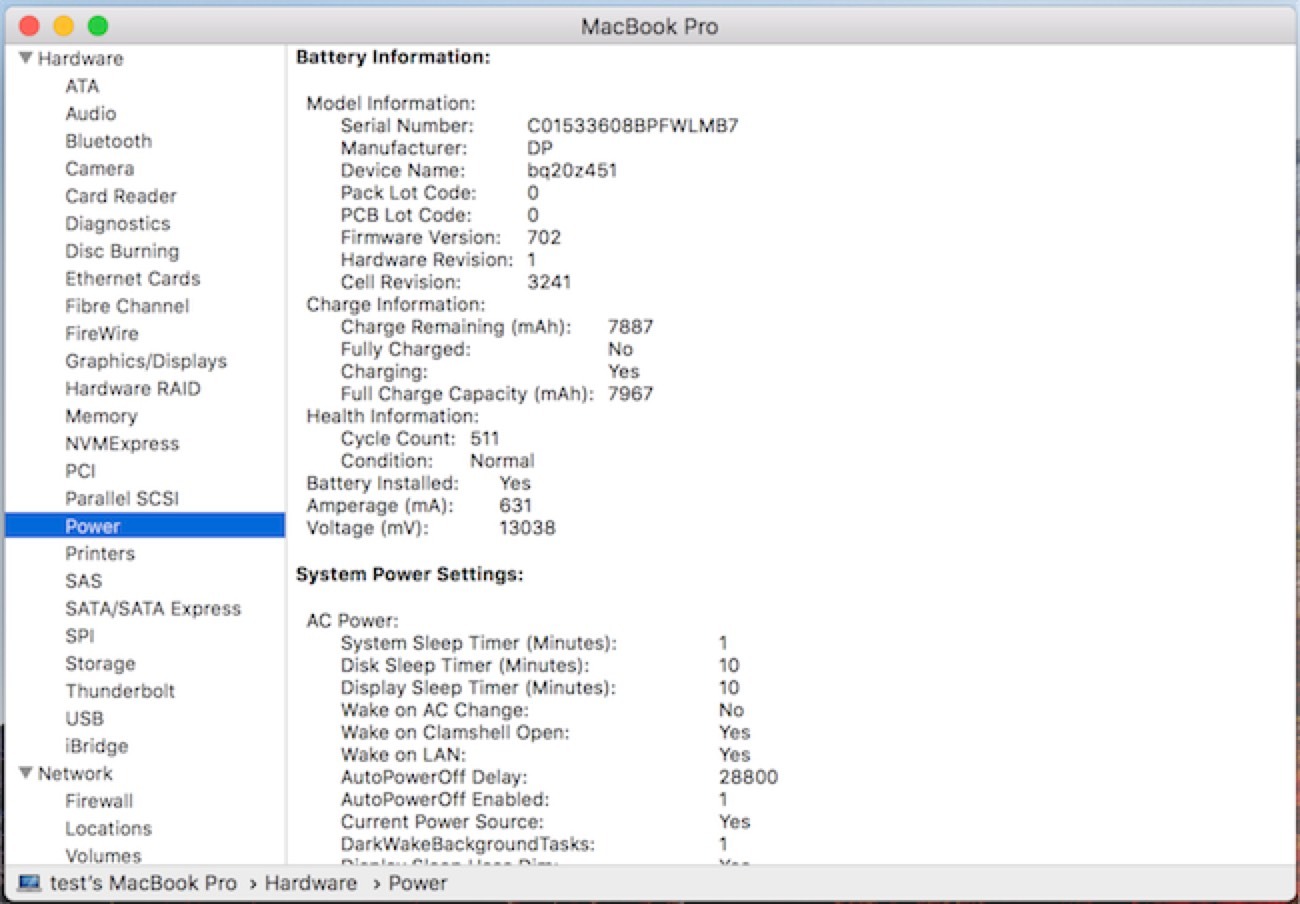 MacBook Pro
Hardware
ATA
Audio
Bluetooth
Camera
Card Reader
Diagnostics
Disc Burning
Ethernet Cards
Fibre Channel
FireWire
Graphics/Displays
Hardware RAID
Memory
NVMExpress
PCI
Parallel SCSI
Power
Printers
SAS
SATA/SATA Express
SPI
Storage
Thunderbolt
USB
iBridge
Network
Firewall
Locations
Volumes
Battery Information:
Model Information:
Serial Number: C01533608BPFWLMB7
Manufacturer: DP
Device Name: bq20z451
Pack Lot Code: 0
PCB Lot Code: 0
Firmware Version: 702
Hardware Revision: 1
Cell Revision: 3241
Charge Information:
Charge Remaining (mAh): 7887
Fully Charged: No
Charging: Yes
Full Charge Capacity (mAh): 7967
Health Information:
Cycle Count: 511
Condition: Normal
Battery Installed: Yes
Amperage (mA): 631
Voltage (mV): 13038
System Power Settings:
AC Power:
System Sleep Timer (Minutes): 1
Disk Sleep Timer (Minutes): 10
Display Sleep Timer (Minutes): 10
Wake on AC Change: No
Wake on Clamshell Open: Yes
Wake on LAN: Yes
AutoPowerOff Delay: 28800
AutoPowerOff Enabled: 1
Current Power Source: Yes
DarkWakeBackgroundTasks: 1
Display Sleep Uses Dim: Yes
test's MacBook Pro › Hardware › Power